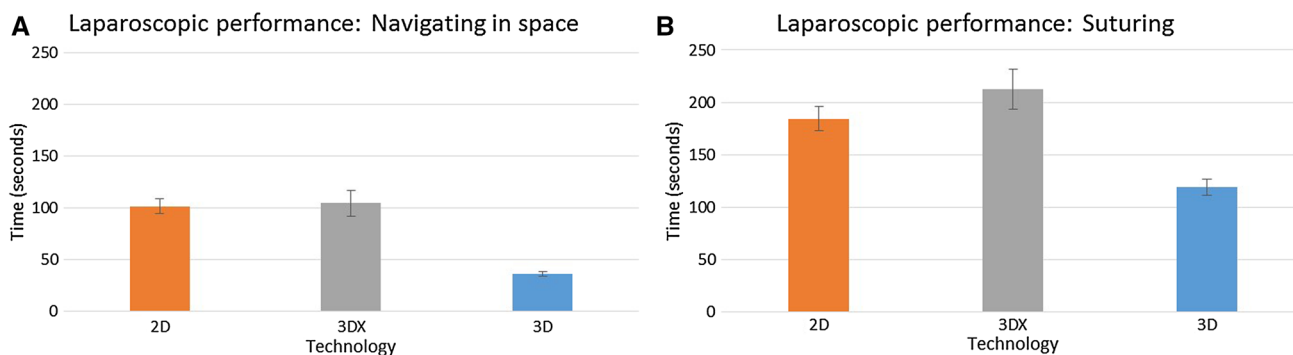 A Laparoscopic performance: Navigating in space
250
200
150
100
50
0
Time (seconds)
2D 3DX 3D
Technology
B Laparoscopic performance: Suturing
250
200
150
100
50
0
Time (seconds)
2D 3DX 3D
Technology